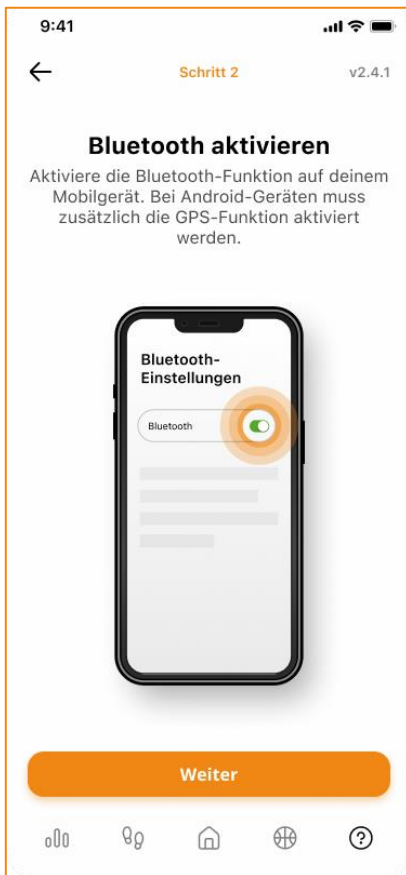 9:41
Schritt 2
v2.4.1
Bluetooth aktivieren
Aktiviere die Bluetooth-Funktion auf deinem
Mobilgerät. Bei Android-Geräten muss
zusätzlich die GPS-Funktion aktiviert
werden.
Bluetooth-
Einstellungen
Bluetooth
Weiter
?